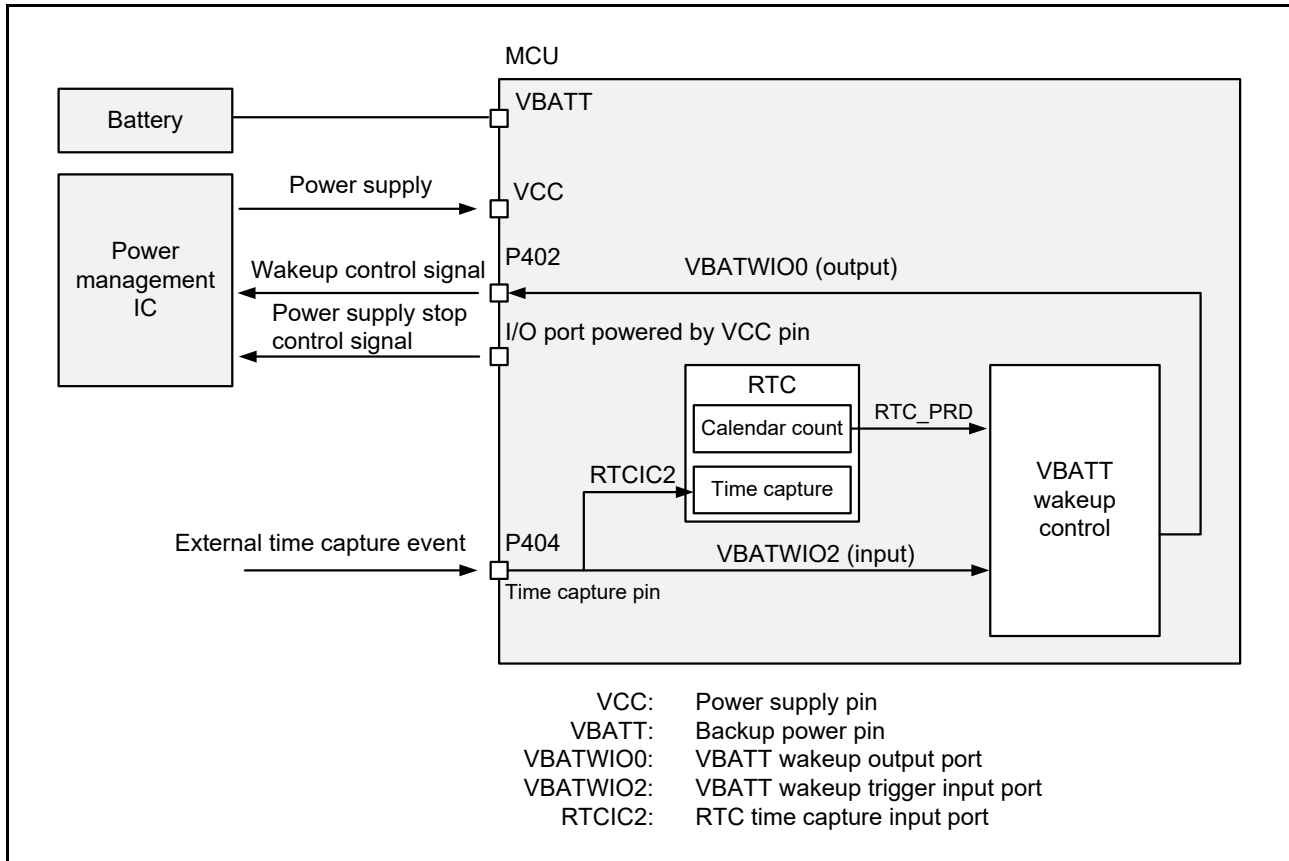 MCU
VBATT
Battery
Power supply
VCC
Power
management
IC
P402
Wakeup control signal
VBATWIO0 (output)
Power supply stop
control signal
I/O port powered by VCC pin
RTC
Calendar count
RTC_PRD
RTCIC2
Time capture
VBATT
wakeup
control
External time capture event
P404
VBATWIO2 (input)
Time capture pin
VCC: Power supply pin
VBATT: Backup power pin
VBATWIO0: VBATT wakeup output port
VBATWIO2: VBATT wakeup trigger input port
RTCIC2: RTC time capture input port